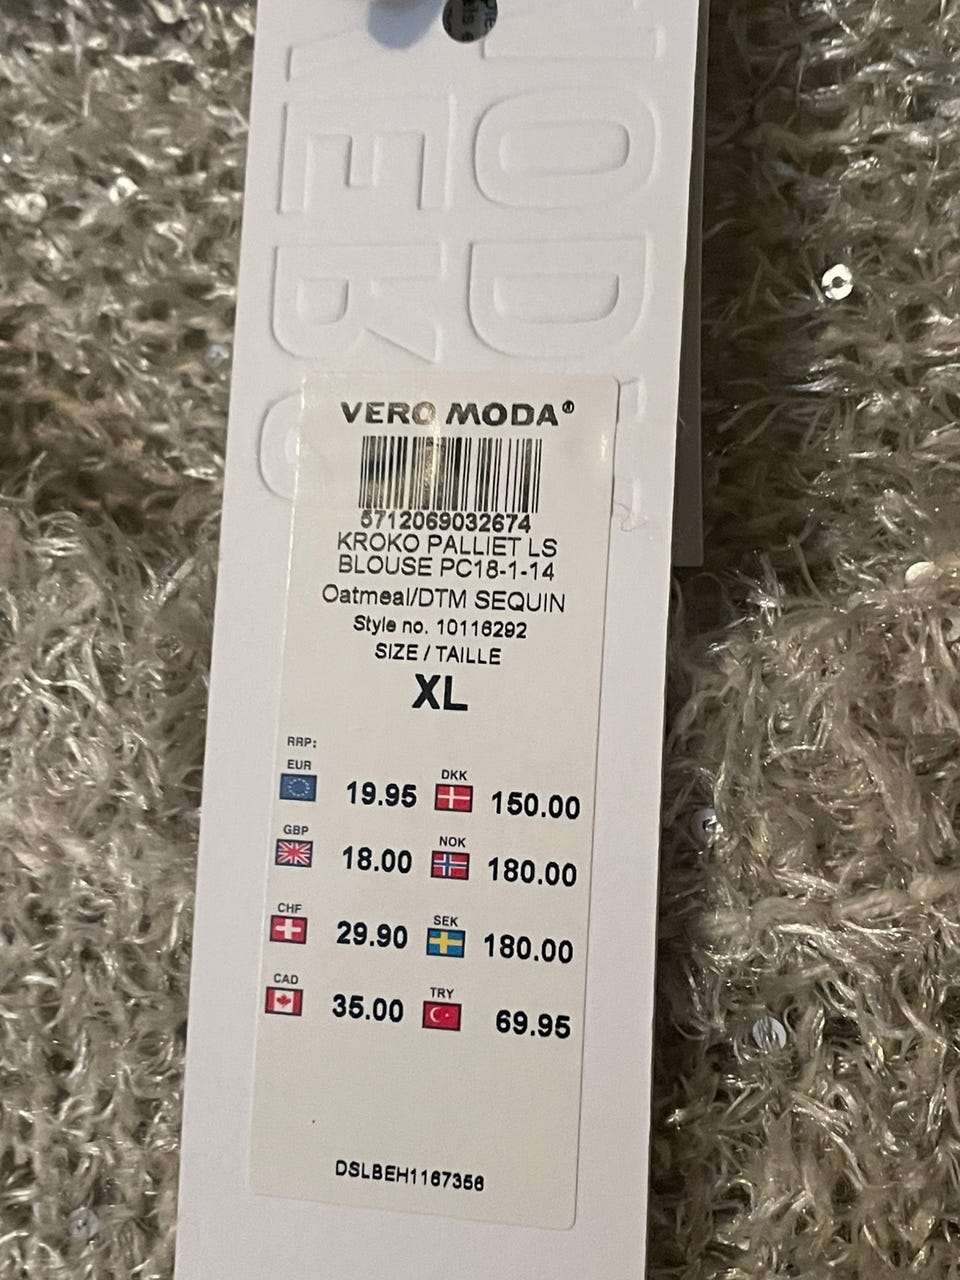 VERO MODA®
5712069032674
KROKO PALLIET LS
BLOUSE PC18-1-14
Oatmeal/DTM SEQUIN
Style no. 10116292
SIZE / TAILLE
XL
RRP:
EUR 19.95 DKK 150.00
GBP 18.00 NOK 180.00
CHF 29.90 SEK 180.00
CAD 35.00 TRY 69.95
DSLBEH1167356